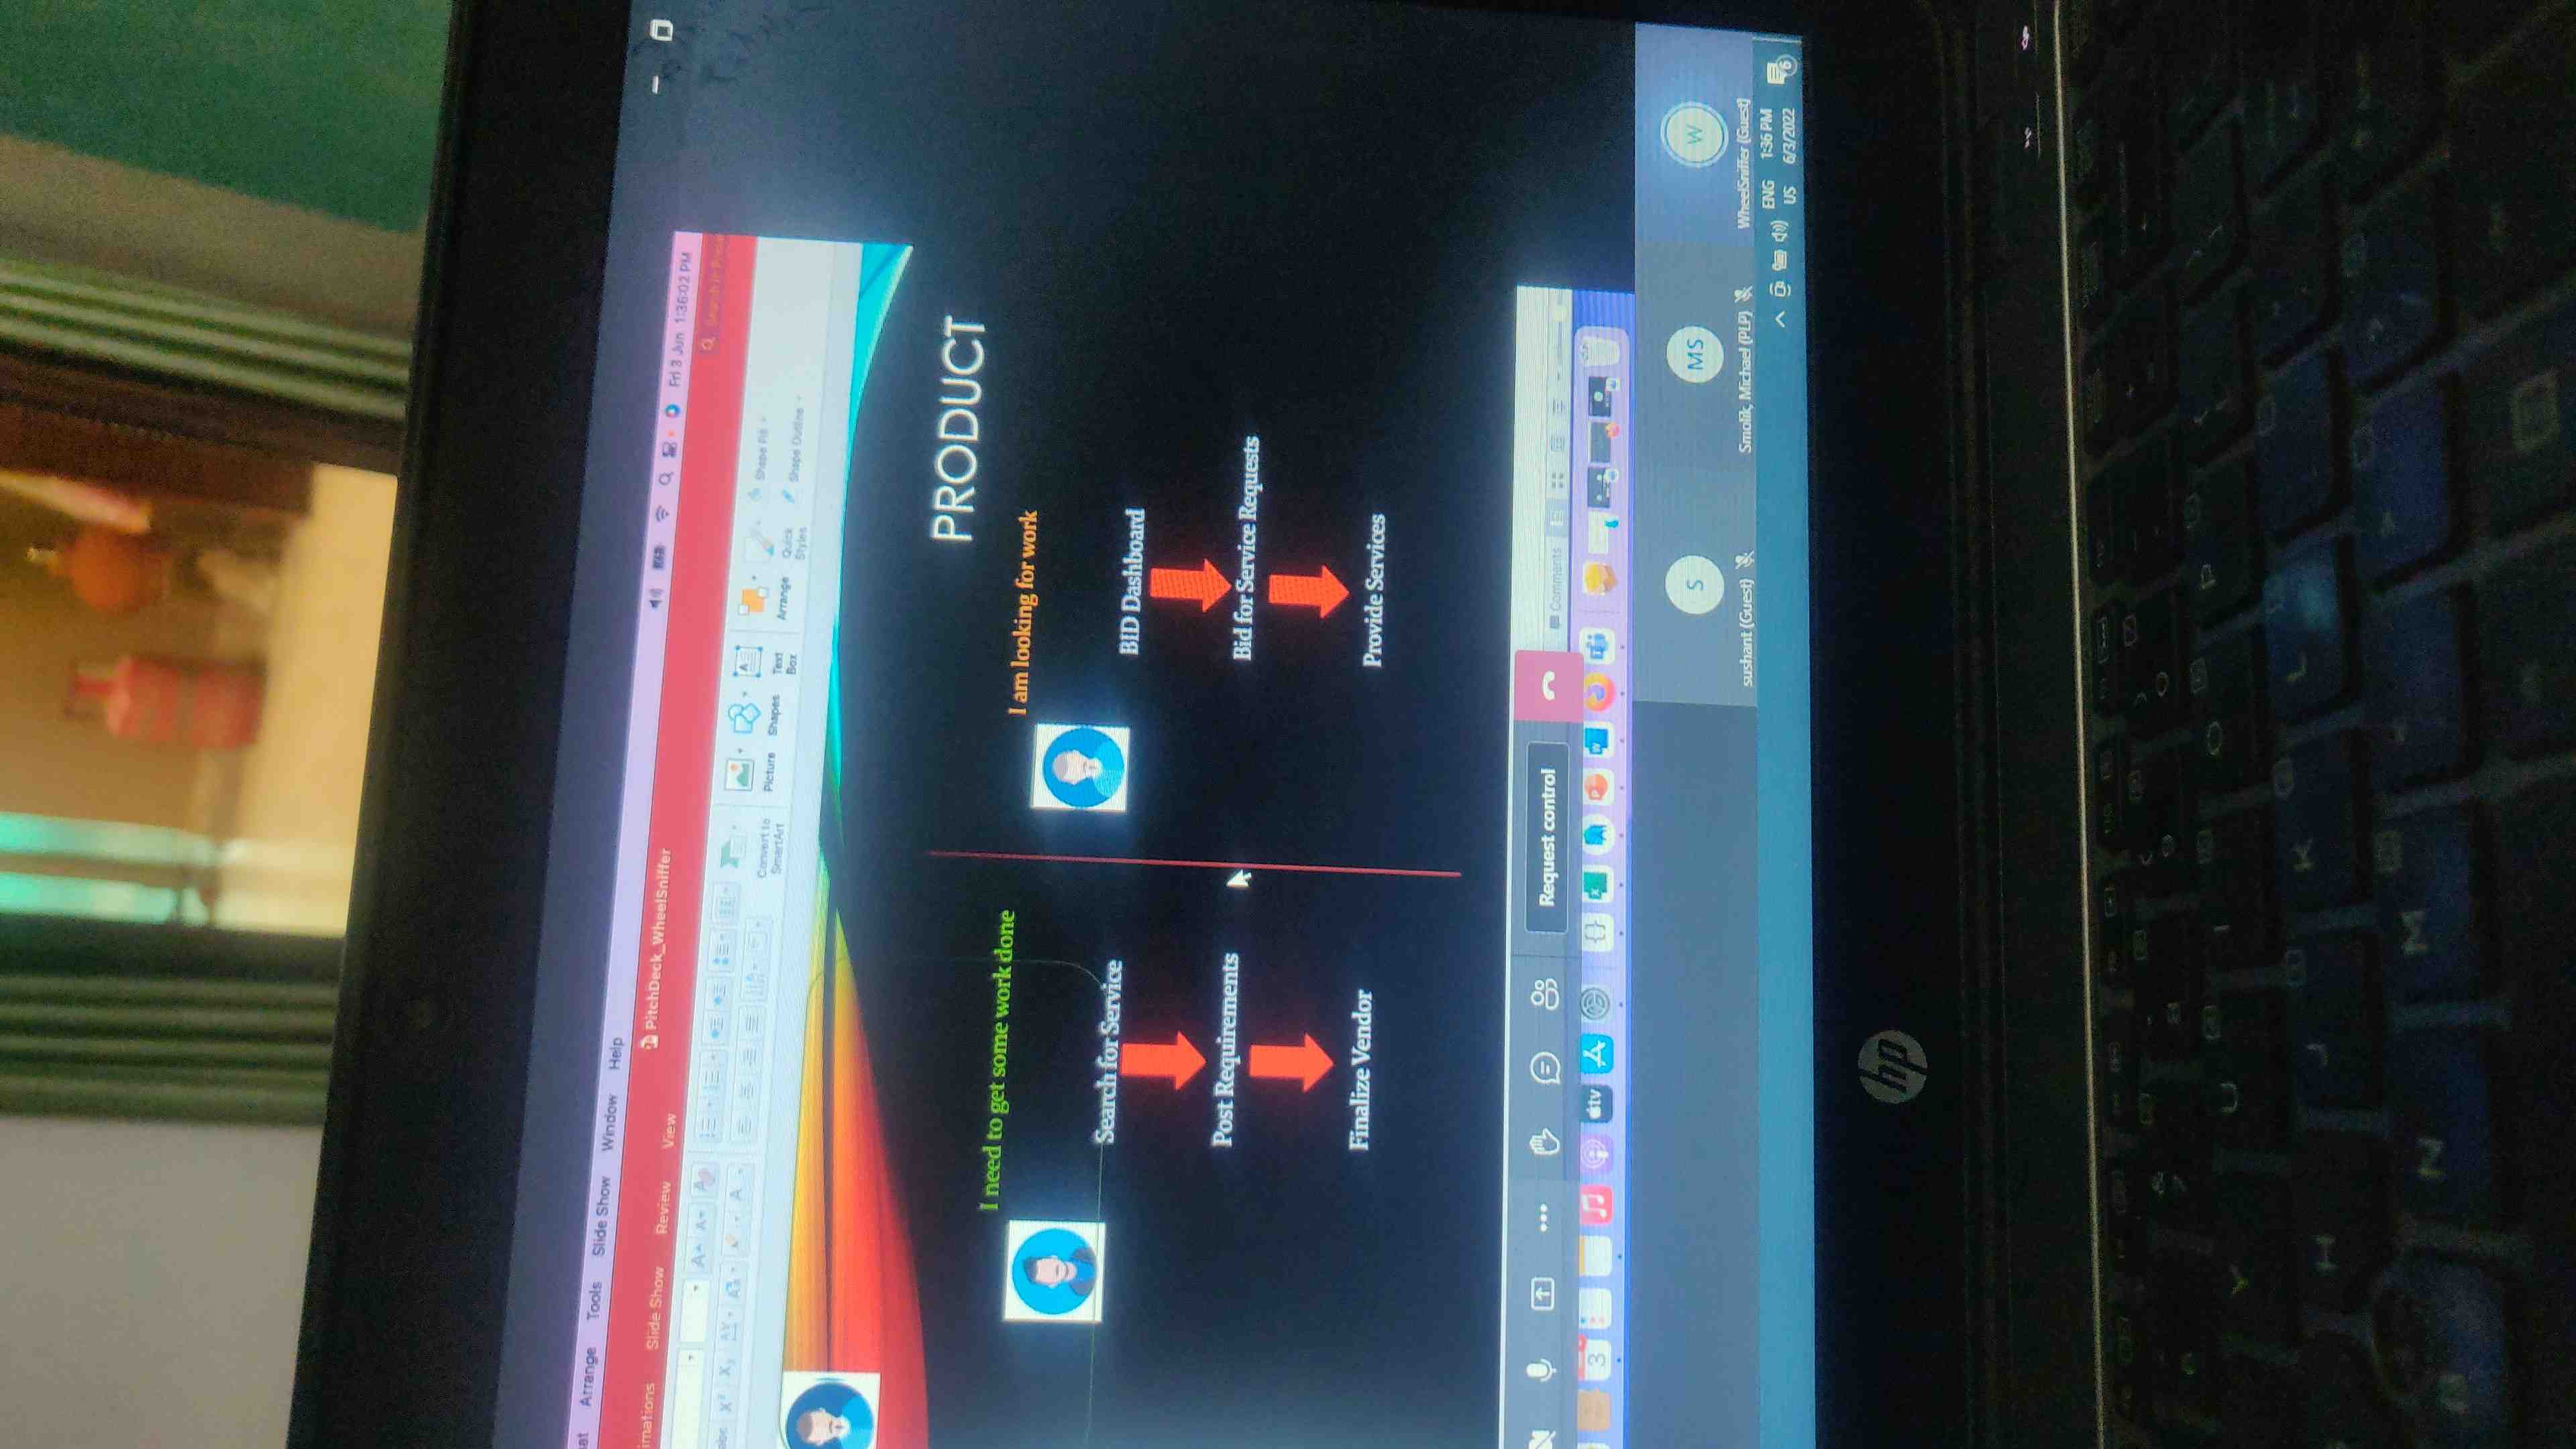 Arrange Tools Slide Show Window Help
PitchDeck_WheelSniffer
Fri 3 Jun 1:36:02 PM
Slide Show Review View
Convert to
SmartArt
Picture
Shapes
Text
Box
Arrange
Quick
Styles
Shape Fill
Shape Outline
PRODUCT
I need to get some work done
Search for Service
Post Requirements
Finalize Vendor
I am looking for work
BID Dashboard
Bid for Service Requests
Provide Services
Request control
Comments
3
tv
S
MS
W
sushant (Guest)
Smolik, Michael (PLP)
WheelSniffer (Guest)
ENG
US
1:36 PM
6/3/2022
6
hp
Y U I O P
H J K L
N M